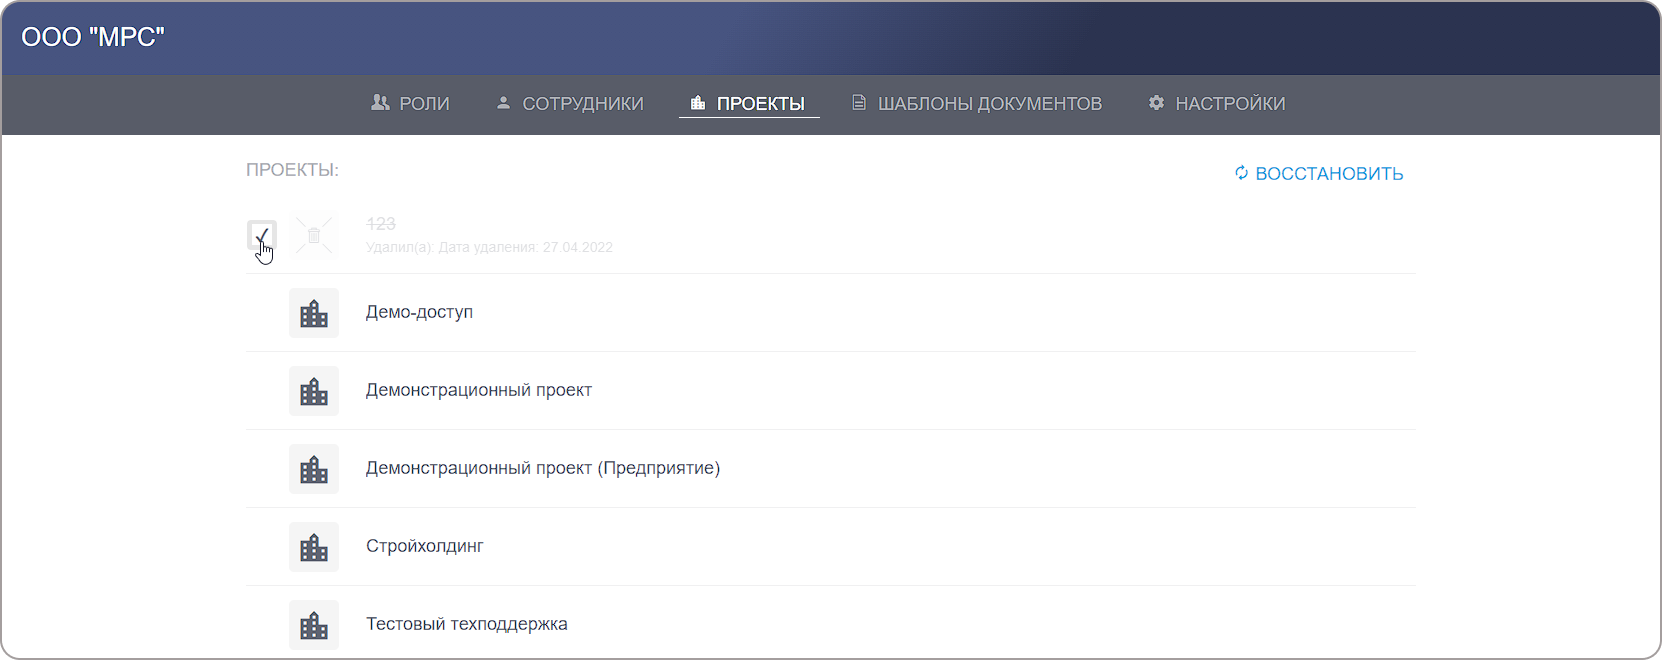 ООО "МРС"
РОЛИ СОТРУДНИКИ ПРОЕКТЫ ШАБЛОНЫ ДОКУМЕНТОВ НАСТРОЙКИ
ПРОЕКТЫ: ВОССТАНОВИТЬ
123
Удалил(а): Дата удаления: 27.04.2022
Демо-доступ
Демонстрационный проект
Демонстрационный проект (Предприятие)
Стройхолдинг
Тестовый техподдержка